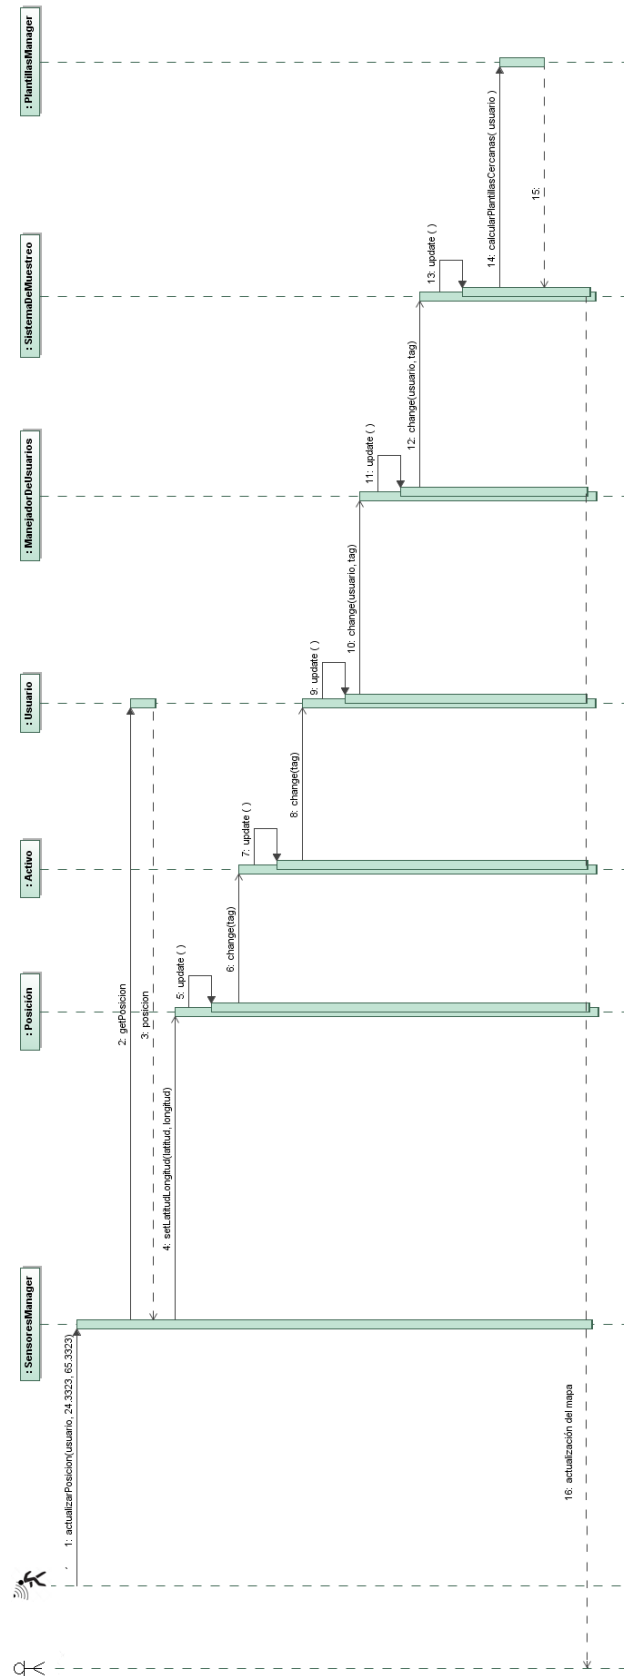 : SensoresManager
: Posición
: Activo
: Usuario
: ManejadorDeUsuarios
: SistemaDeMuestreo
: PlantillasManager
1: actualizarPosicion(usuario, 24.3323, 65.3323)
2: getPosicion
3: posicion
4: setLatitudLongitud(latitud, longitud)
5: update ( )
6: change(tag)
7: update ( )
8: change(tag)
9: update ( )
10: change(usuario, tag)
11: update ( )
12: change(usuario, tag)
13: update ( )
14: calcularPlantillasCercanas( usuario )
15:
16: actualización del mapa